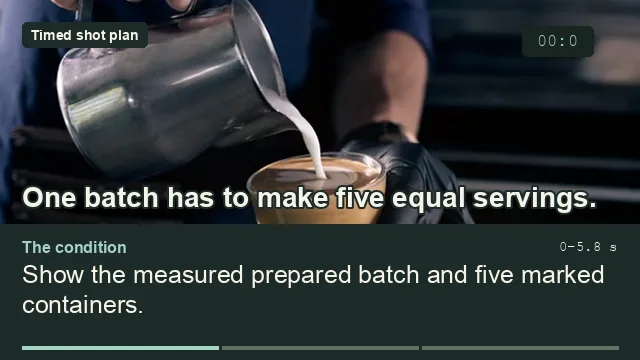 Timed shot plan
00:0
One batch has to make five equal servings.
The condition
0–5.8 s
Show the measured prepared batch and five marked
containers.